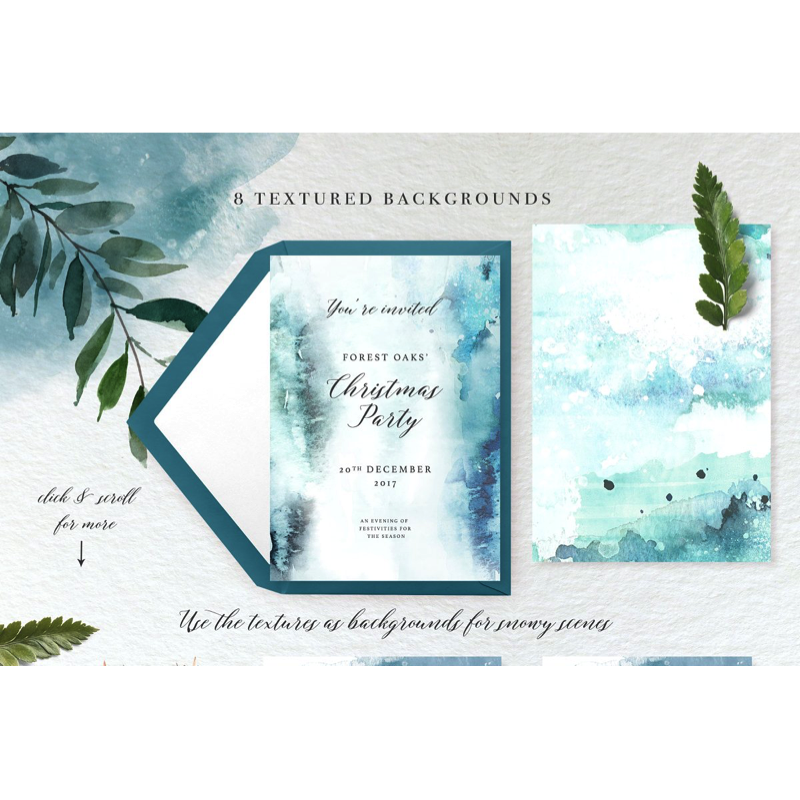 8 TEXTURED BACKGROUNDS
You're invited
FOREST OAKS'
Christmas
Party
20TH DECEMBER
2017
AN EVENING OF
FESTIVITIES FOR
THE SEASON
click & scroll
for more
Use the textures as backgrounds for snowy scenes